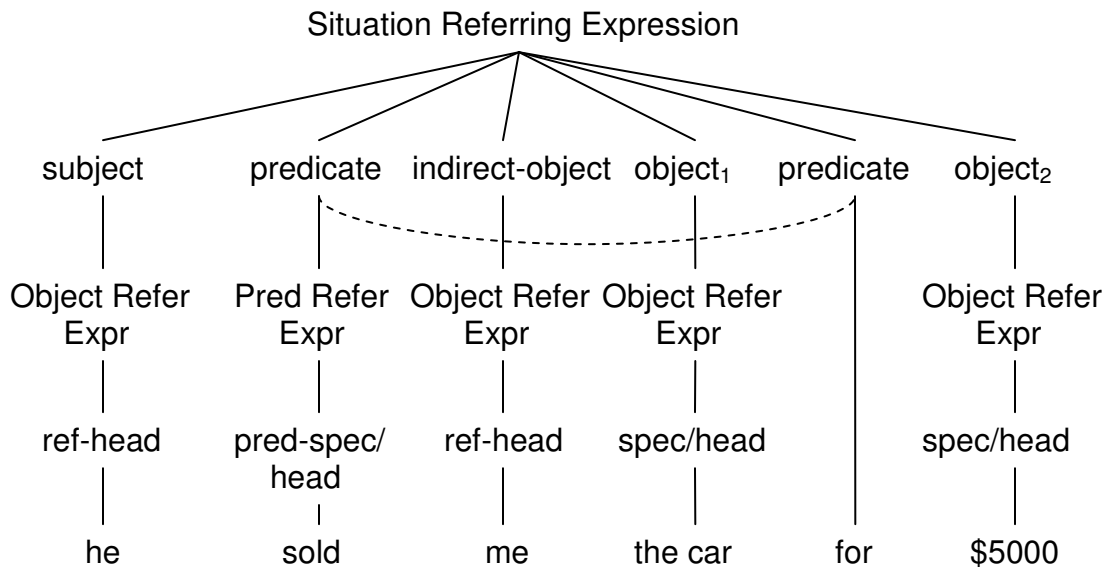 Situation Referring Expression
subject predicate indirect-object object₁ predicate object₂
Object Refer Pred Refer Object Refer Object Refer Object Refer
Expr Expr Expr Expr Expr
ref-head pred-spec/ ref-head spec/head spec/head
head
he sold me the car for $5000